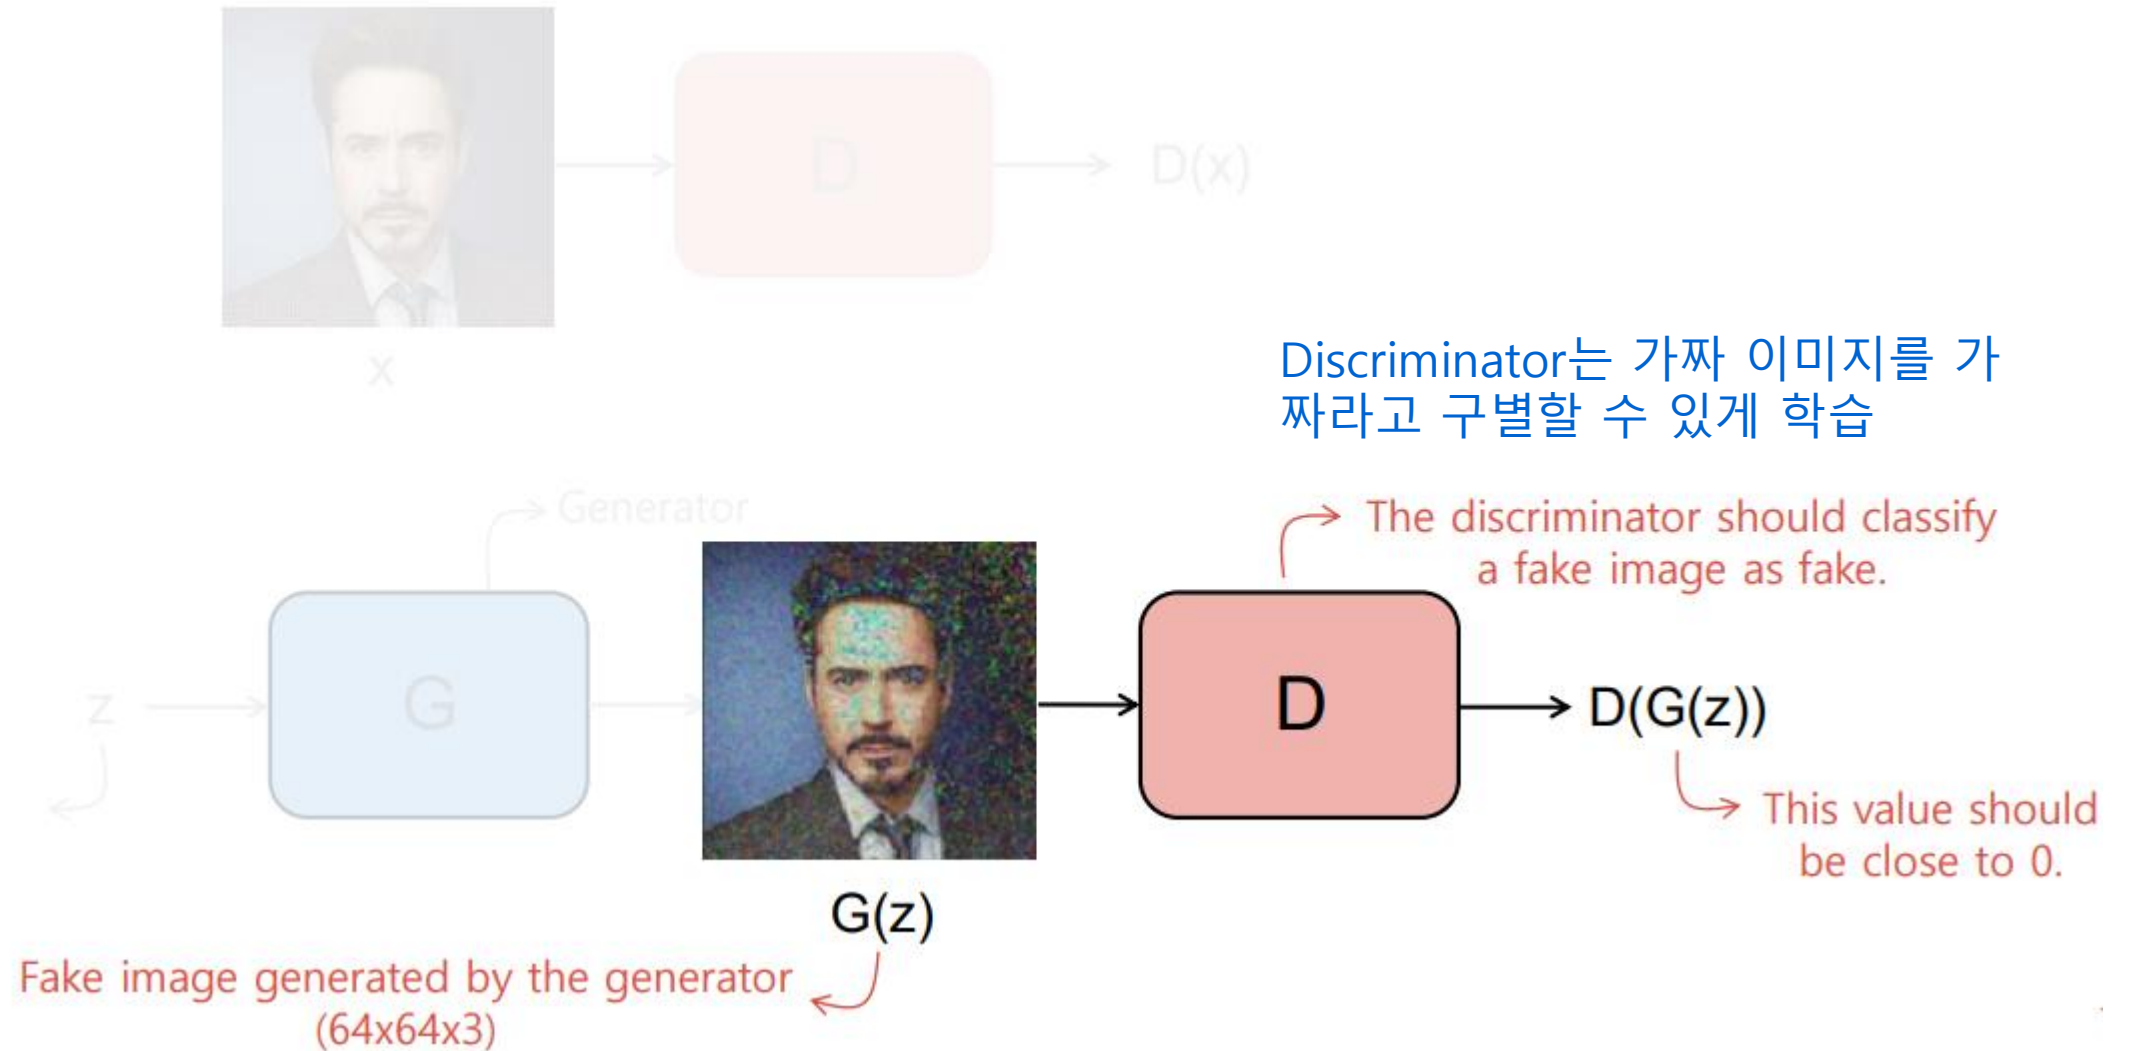 D
D(x)
x
Discriminator는 가짜 이미지를 가
짜라고 구별할 수 있게 학습
Generator
The discriminator should classify
a fake image as fake.
z
G
D
D(G(z))
This value should
be close to 0.
G(z)
Fake image generated by the generator
(64x64x3)